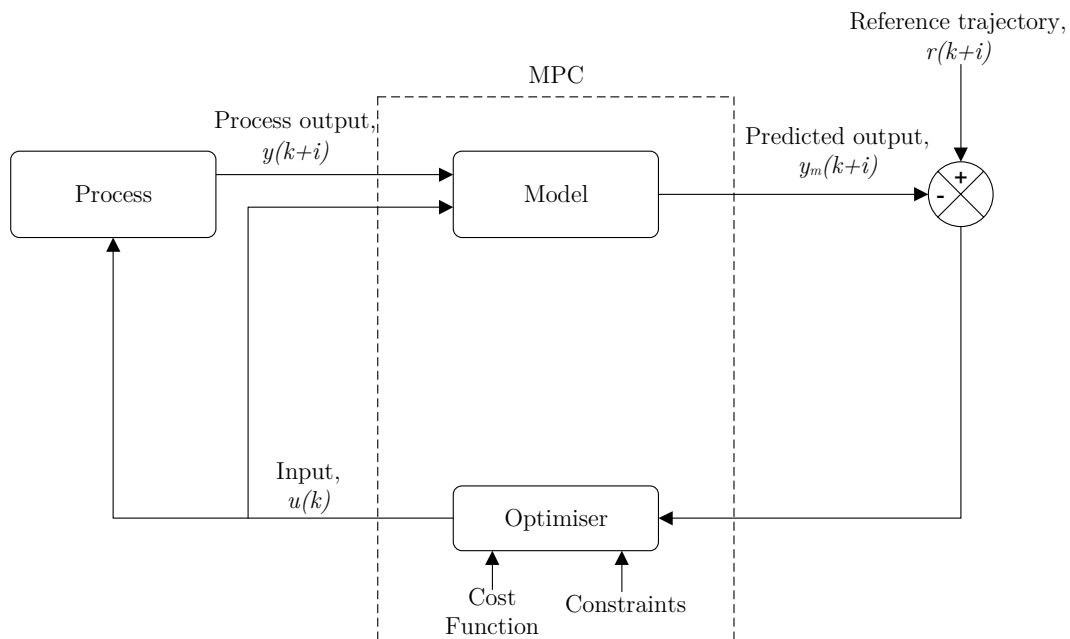 Reference trajectory,
r(k+i)
MPC
Process output,
y(k+i)
Predicted output,
yₘ(k+i)
Process
Model
+
-
Input,
u(k)
Optimiser
Cost
Function
Constraints